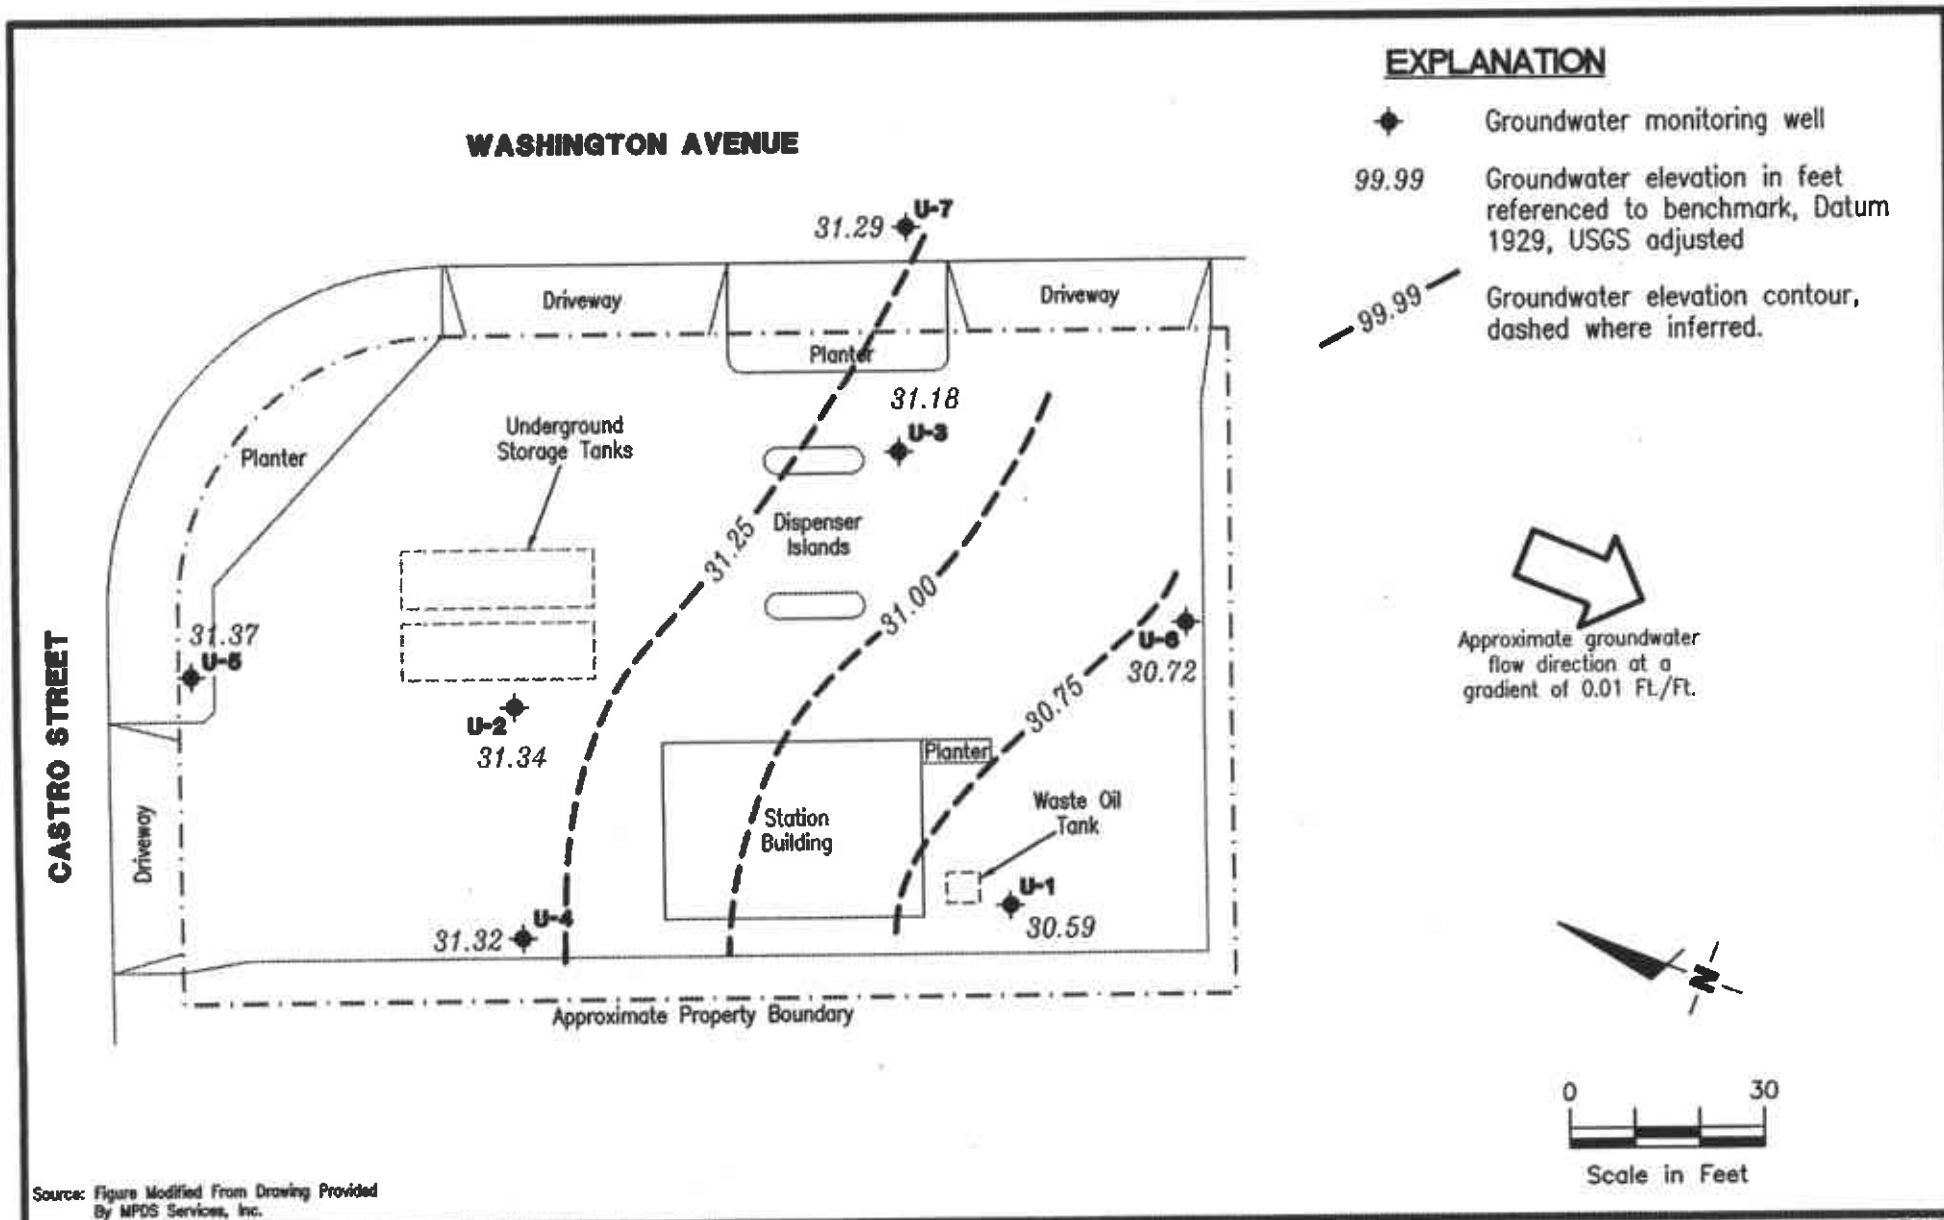 EXPLANATION
Groundwater monitoring well
99.99
Groundwater elevation in feet
referenced to benchmark, Datum
1929, USGS adjusted
99.99
Groundwater elevation contour,
dashed where inferred.
WASHINGTON AVENUE
U-7
31.29
Driveway
Driveway
Planter
31.18
U-3
Underground
Storage Tanks
Planter
31.25
Dispenser
Islands
31.00
31.37
U-5
U-2
31.34
U-6
30.72
30.75
Planter
Station
Building
Waste Oil
Tank
U-1
30.59
U-4
31.32
CASTRO STREET
Driveway
Approximate Property Boundary
Approximate groundwater
flow direction at a
gradient of 0.01 Ft./Ft.
N
0 30
Scale in Feet
Source: Figure Modified From Drawing Provided
By MPDS Services, Inc.